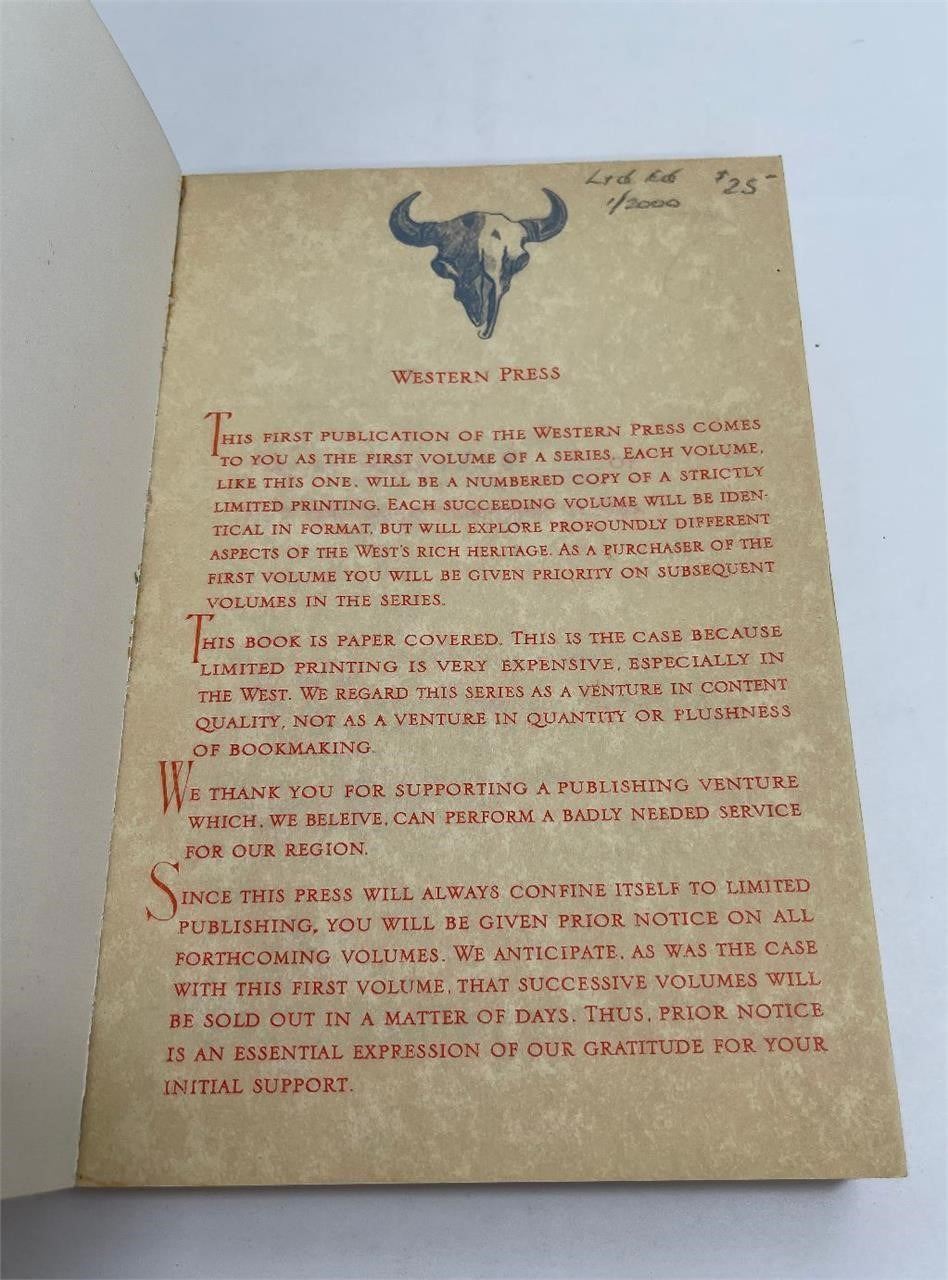 Ltd Ed $25-
1/2000
WESTERN PRESS
THIS FIRST PUBLICATION OF THE WESTERN PRESS COMES
TO YOU AS THE FIRST VOLUME OF A SERIES. EACH VOLUME,
LIKE THIS ONE, WILL BE A NUMBERED COPY OF A STRICTLY
LIMITED PRINTING. EACH SUCCEEDING VOLUME WILL BE IDEN-
TICAL IN FORMAT, BUT WILL EXPLORE PROFOUNDLY DIFFERENT
ASPECTS OF THE WEST'S RICH HERITAGE. AS A PURCHASER OF THE
FIRST VOLUME YOU WILL BE GIVEN PRIORITY ON SUBSEQUENT
VOLUMES IN THE SERIES.
THIS BOOK IS PAPER COVERED. THIS IS THE CASE BECAUSE
LIMITED PRINTING IS VERY EXPENSIVE, ESPECIALLY IN
THE WEST. WE REGARD THIS SERIES AS A VENTURE IN CONTENT
QUALITY, NOT AS A VENTURE IN QUANTITY OR PLUSHNESS
OF BOOKMAKING.
WE THANK YOU FOR SUPPORTING A PUBLISHING VENTURE
WHICH, WE BELEIVE, CAN PERFORM A BADLY NEEDED SERVICE
FOR OUR REGION.
SINCE THIS PRESS WILL ALWAYS CONFINE ITSELF TO LIMITED
PUBLISHING, YOU WILL BE GIVEN PRIOR NOTICE ON ALL
FORTHCOMING VOLUMES. WE ANTICIPATE, AS WAS THE CASE
WITH THIS FIRST VOLUME, THAT SUCCESSIVE VOLUMES WILL
BE SOLD OUT IN A MATTER OF DAYS. THUS, PRIOR NOTICE
IS AN ESSENTIAL EXPRESSION OF OUR GRATITUDE FOR YOUR
INITIAL SUPPORT.